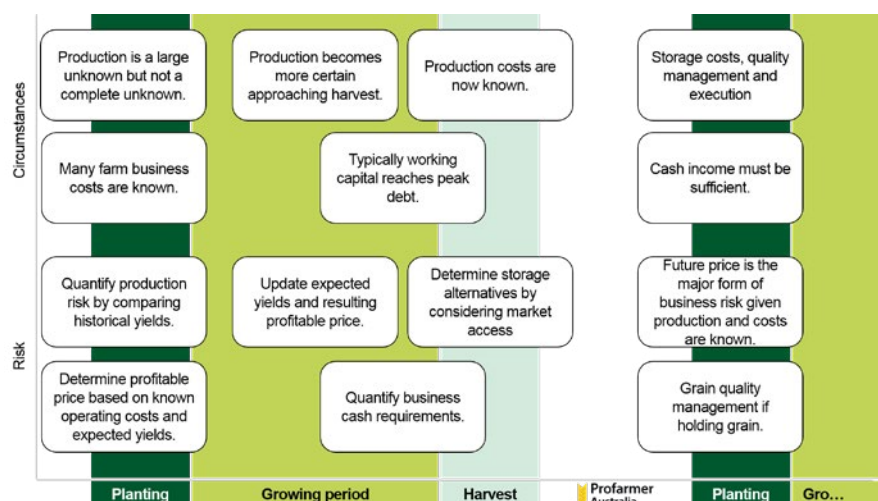 Circumstances
Production is a large
unknown but not a
complete unknown.
Production becomes
more certain
approaching harvest.
Production costs are
now known.
Storage costs, quality
management and
execution
Many farm business
costs are known.
Typically working
capital reaches peak
debt.
Cash income must be
sufficient.
Risk
Quantify production
risk by comparing
historical yields.
Update expected
yields and resulting
profitable price.
Determine storage
alternatives by
considering market
access
Future price is the
major form of
business risk given
production and costs
are known.
Determine profitable
price based on known
operating costs and
expected yields.
Quantify business
cash requirements.
Grain quality
management if
holding grain.
Planting
Growing period
Harvest
Profarmer
Australia
Planting
Gro…